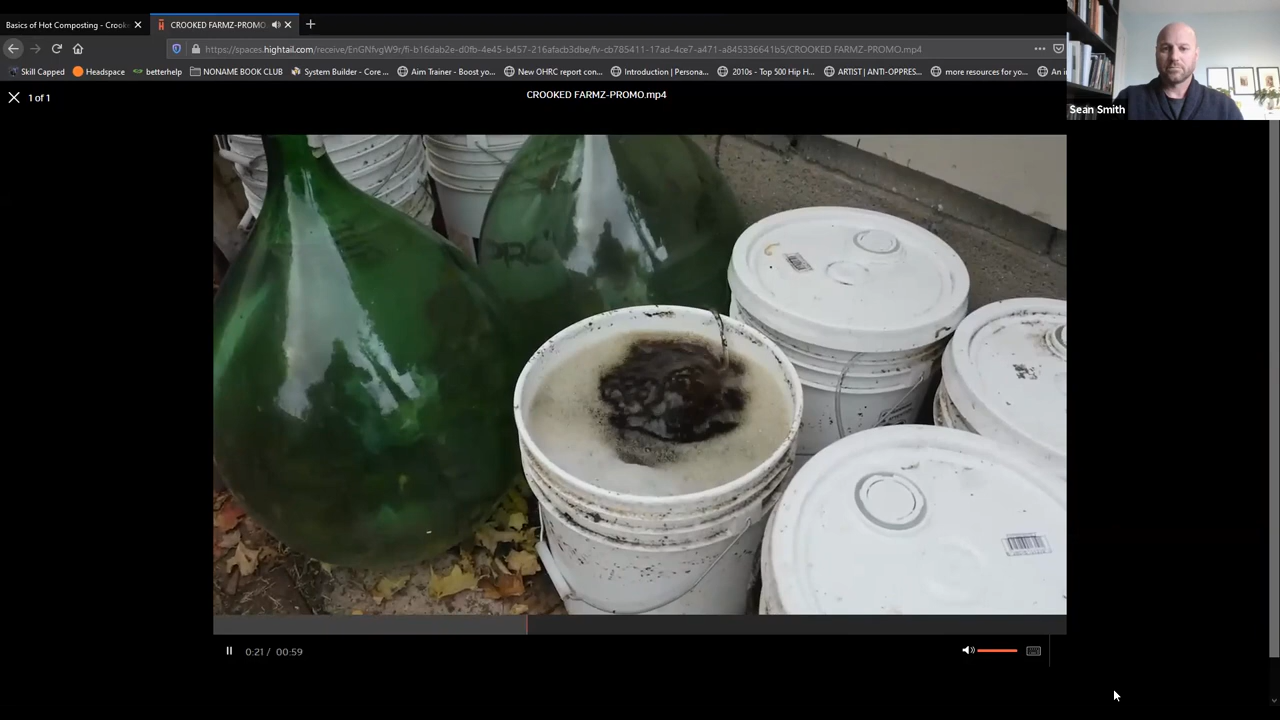 Basics of Hot Composting - Crooke
CROOKED FARMZ-PROMO
https://spaces.hightail.com/receive/EnGNfvgW9r/fi-b16dab2e-d0fb-4e45-b457-216afacb3dbe/fv-cb785411-17ad-4ce7-a471-a845336641b5/CROOKED FARMZ-PROMO.mp4
Skill Capped Headspace betterhelp NONAME BOOK CLUB System Builder - Core ... Aim Trainer - Boost yo... New OHRC report con... Introduction | Persona... 2010s - Top 500 Hip H... ARTIST | ANTI-OPPRES... more resources for yo... An i
Sean Smith
1 of 1
CROOKED FARMZ-PROMO.mp4
0:21 / 00:59